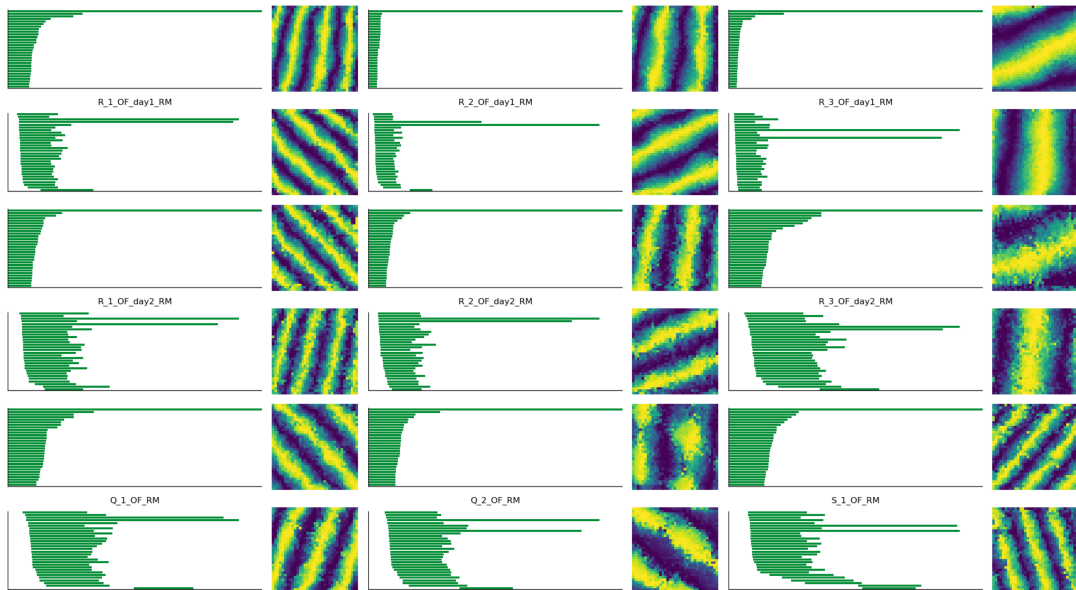 R_1_OF_day1_RM
R_2_OF_day1_RM
R_3_OF_day1_RM
R_1_OF_day2_RM
R_2_OF_day2_RM
R_3_OF_day2_RM
Q_1_OF_RM
Q_2_OF_RM
S_1_OF_RM